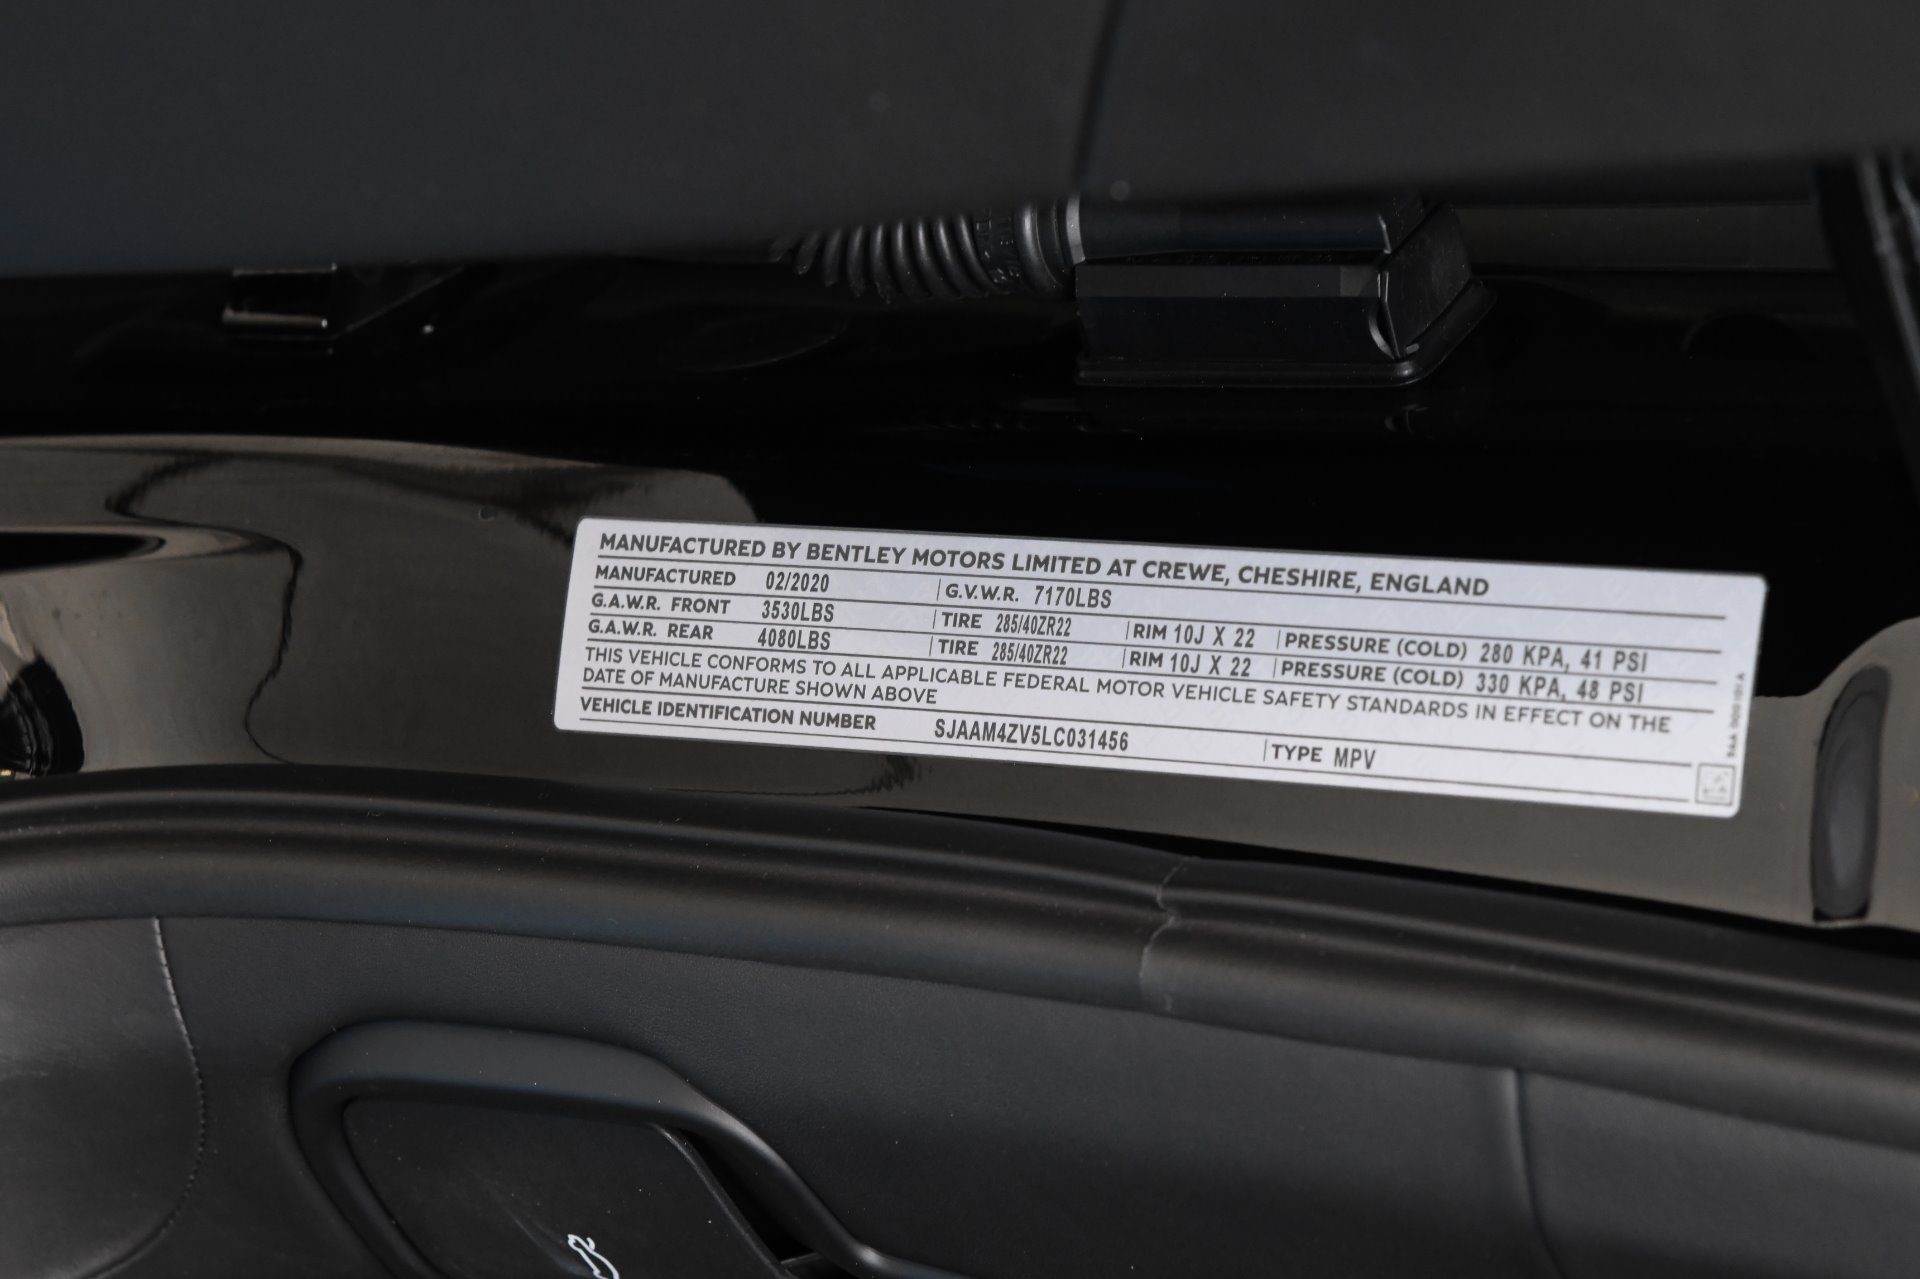 MANUFACTURED BY BENTLEY MOTORS LIMITED AT CREWE, CHESHIRE, ENGLAND
MANUFACTURED 02/2020 G.V.W.R. 7170LBS
G.A.W.R. FRONT 3530LBS TIRE 285/40ZR22 RIM 10J X 22 PRESSURE (COLD) 280 KPA, 41 PSI
G.A.W.R. REAR 4080LBS TIRE 285/40ZR22 RIM 10J X 22 PRESSURE (COLD) 330 KPA, 48 PSI
THIS VEHICLE CONFORMS TO ALL APPLICABLE FEDERAL MOTOR VEHICLE SAFETY STANDARDS IN EFFECT ON THE
DATE OF MANUFACTURE SHOWN ABOVE
VEHICLE IDENTIFICATION NUMBER SJAAM4ZV5LC031456 TYPE MPV